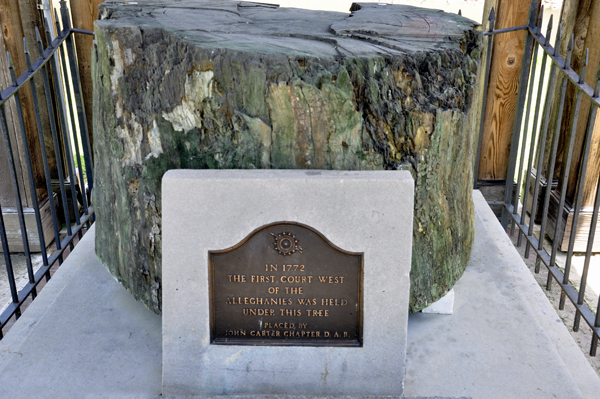 IN 1772
THE FIRST COURT WEST
OF THE
ALLEGHANIES WAS HELD
UNDER THIS TREE
PLACED BY
JOHN CARTER CHAPTER D.A.R.